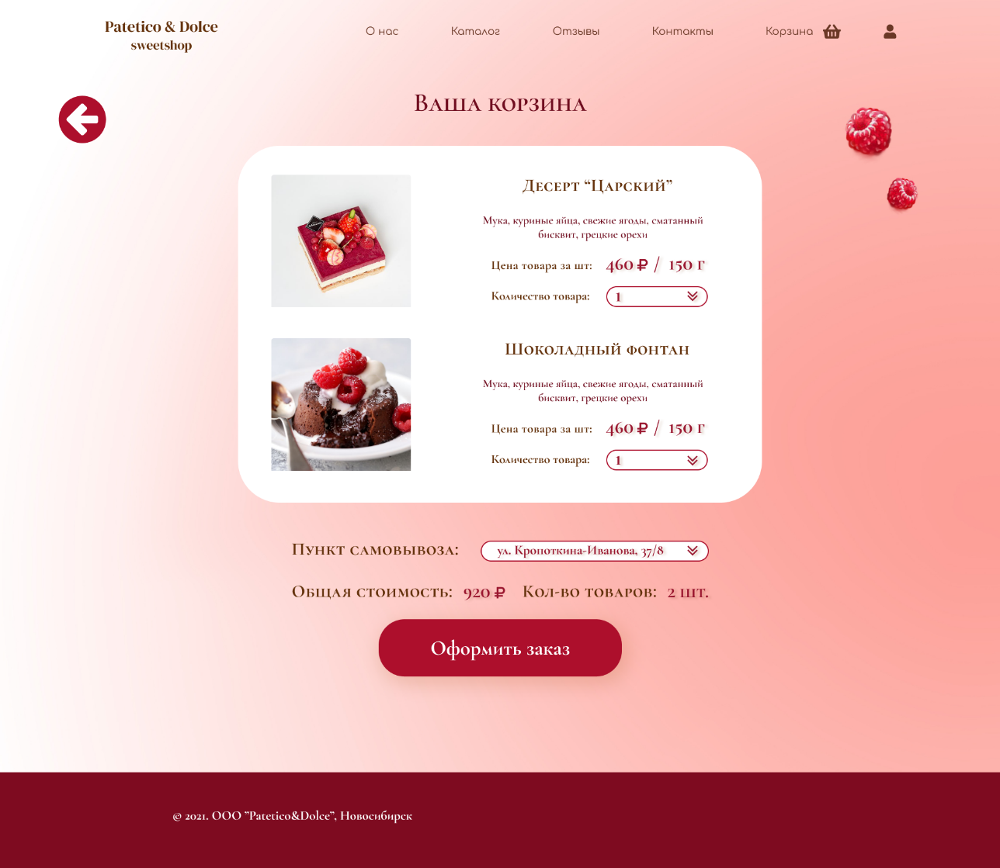 Patetico & Dolce
sweetshop
О нас
Каталог
Отзывы
Контакты
Корзина
Ваша корзина
Десерт “Царский”
Мука, куриные яйца, свежие ягоды, сматанный
бисквит, грецкие орехи
Цена товара за шт: 460 ₽ / 150 г
Количество товара: 1
Шоколадный фонтан
Мука, куриные яйца, свежие ягоды, сматанный
бисквит, грецкие орехи
Цена товара за шт: 460 ₽ / 150 г
Количество товара: 1
Пункт самовывоза: ул. Кропоткина-Иванова, 37/8
Общая стоимость: 920 ₽ Кол-во товаров: 2 шт.
Оформить заказ
© 2021. ООО ”Patetico&Dolce”, Новосибирск